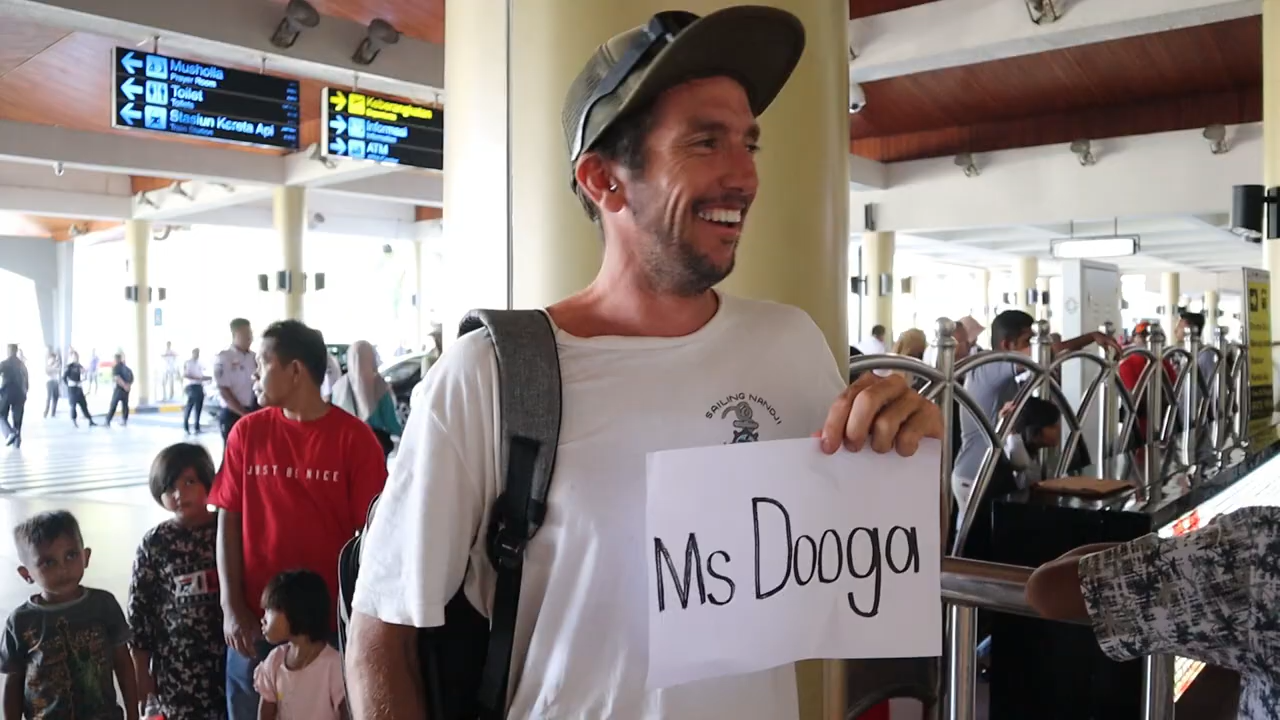 Musholla
Prayer Room
Toilet
Toilets
Stasiun Kereta Api
Train Station
Keberangkatan
Informasi
Information
ATM
JUST BE NICE
SAILING NANDJI
Ms Dooga